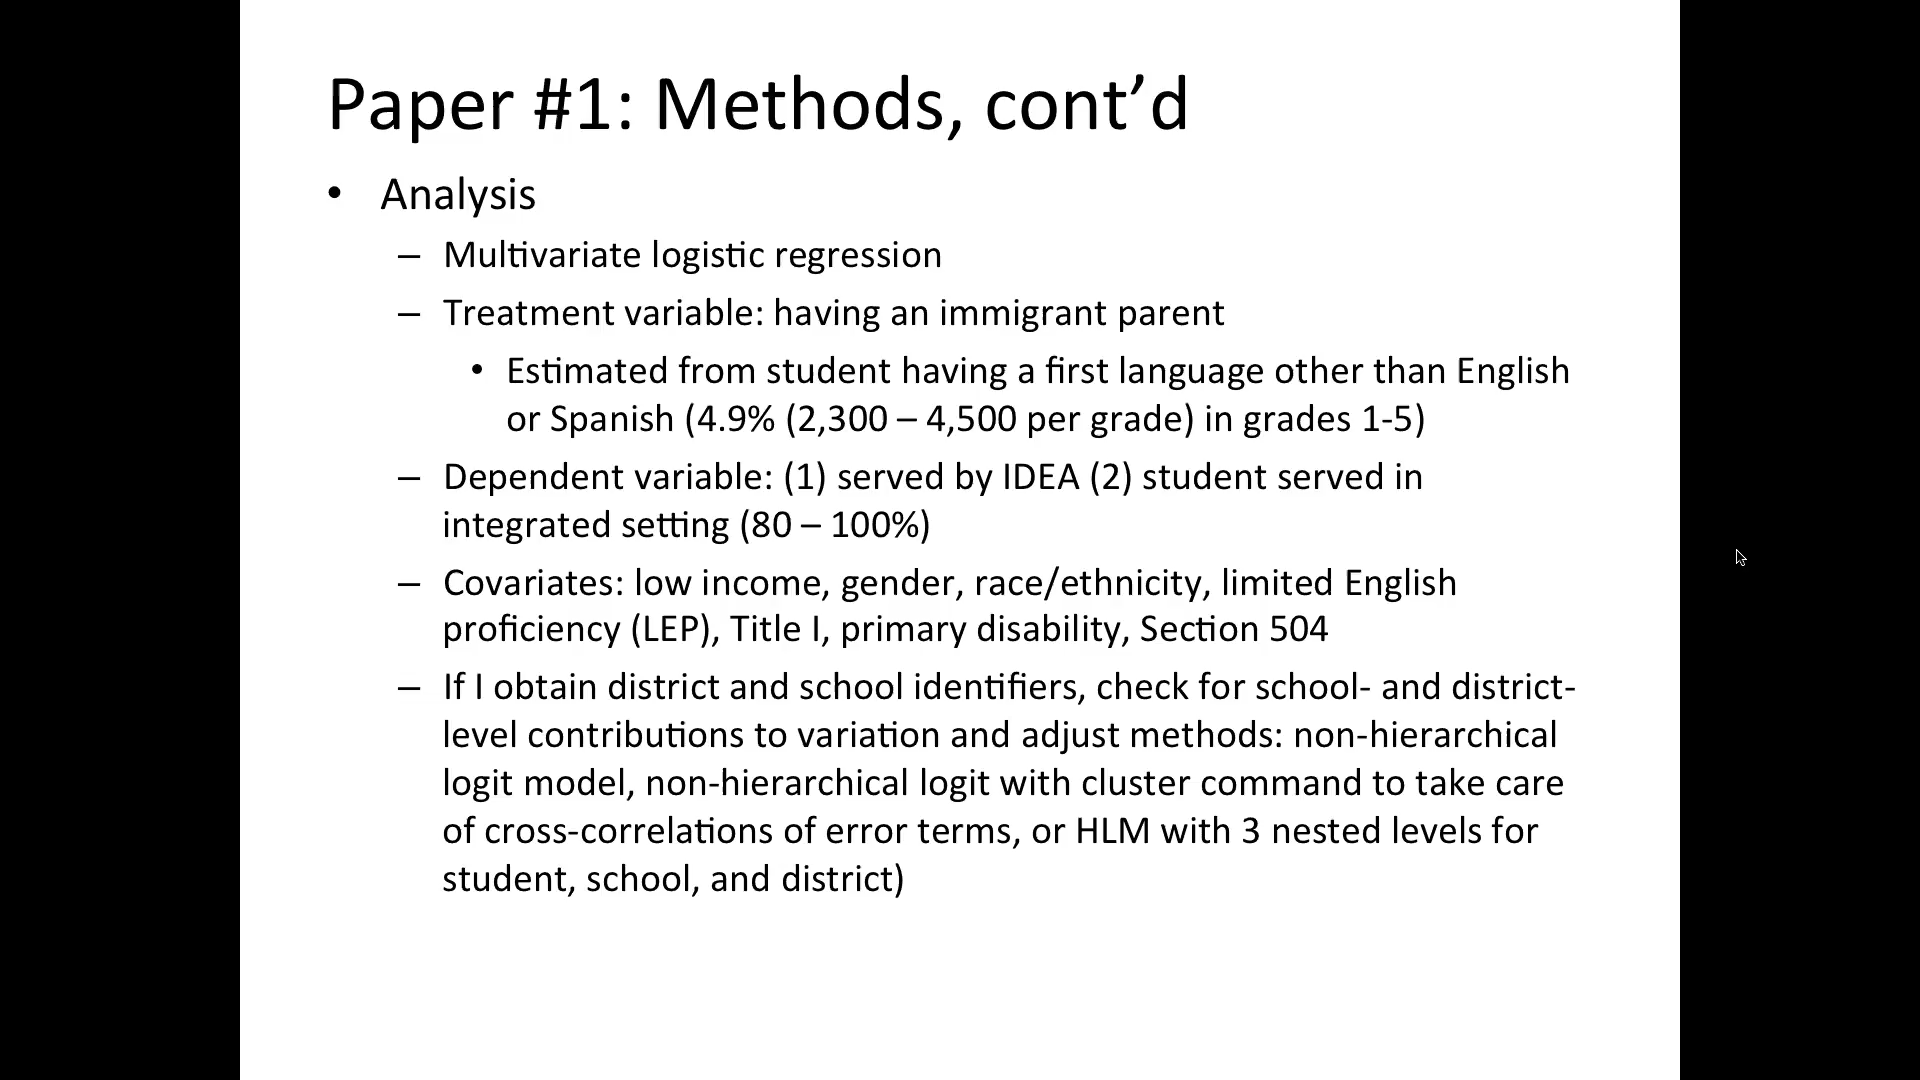 Paper #1: Methods, cont’d
• Analysis
– Multivariate logistic regression
– Treatment variable: having an immigrant parent
• Estimated from student having a first language other than English
or Spanish (4.9% (2,300 – 4,500 per grade) in grades 1-5)
– Dependent variable: (1) served by IDEA (2) student served in
integrated setting (80 – 100%)
– Covariates: low income, gender, race/ethnicity, limited English
proficiency (LEP), Title I, primary disability, Section 504
– If I obtain district and school identifiers, check for school- and district-
level contributions to variation and adjust methods: non-hierarchical
logit model, non-hierarchical logit with cluster command to take care
of cross-correlations of error terms, or HLM with 3 nested levels for
student, school, and district)